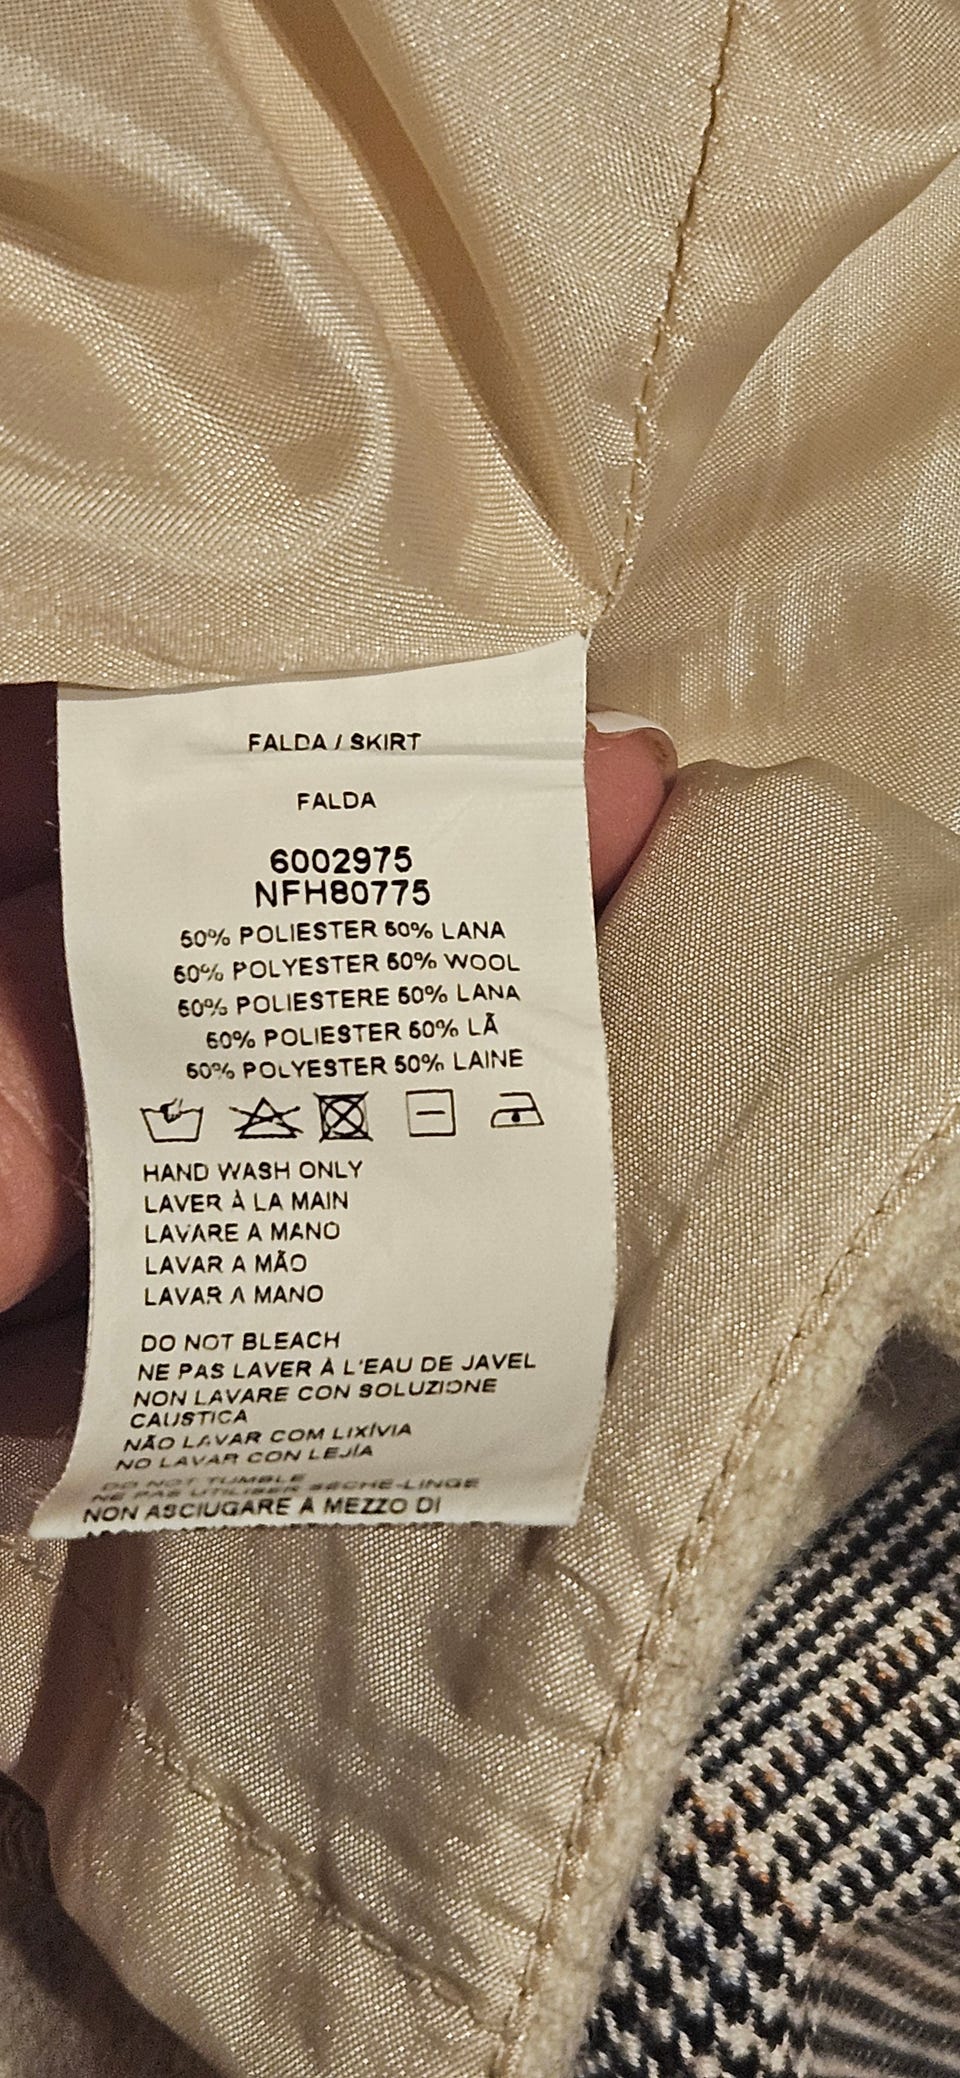 FALDA / SKIRT
FALDA
6002975
NFH80775
50% POLIESTER 50% LANA
50% POLYESTER 50% WOOL
50% POLIESTERE 50% LANA
50% POLIESTER 50% LÃ
50% POLYESTER 50% LAINE
HAND WASH ONLY
LAVER À LA MAIN
LAVARE A MANO
LAVAR A MÃO
LAVAR A MANO
DO NOT BLEACH
NE PAS LAVER À L'EAU DE JAVEL
NON LAVARE CON SOLUZIONE
CAUSTICA
NÃO LAVAR COM LIXÍVIA
NO LAVAR CON LEJÍA
DO NOT TUMBLE
NE PAS UTILISER SÈCHE-LINGE
NON ASCIUGARE A MEZZO DI